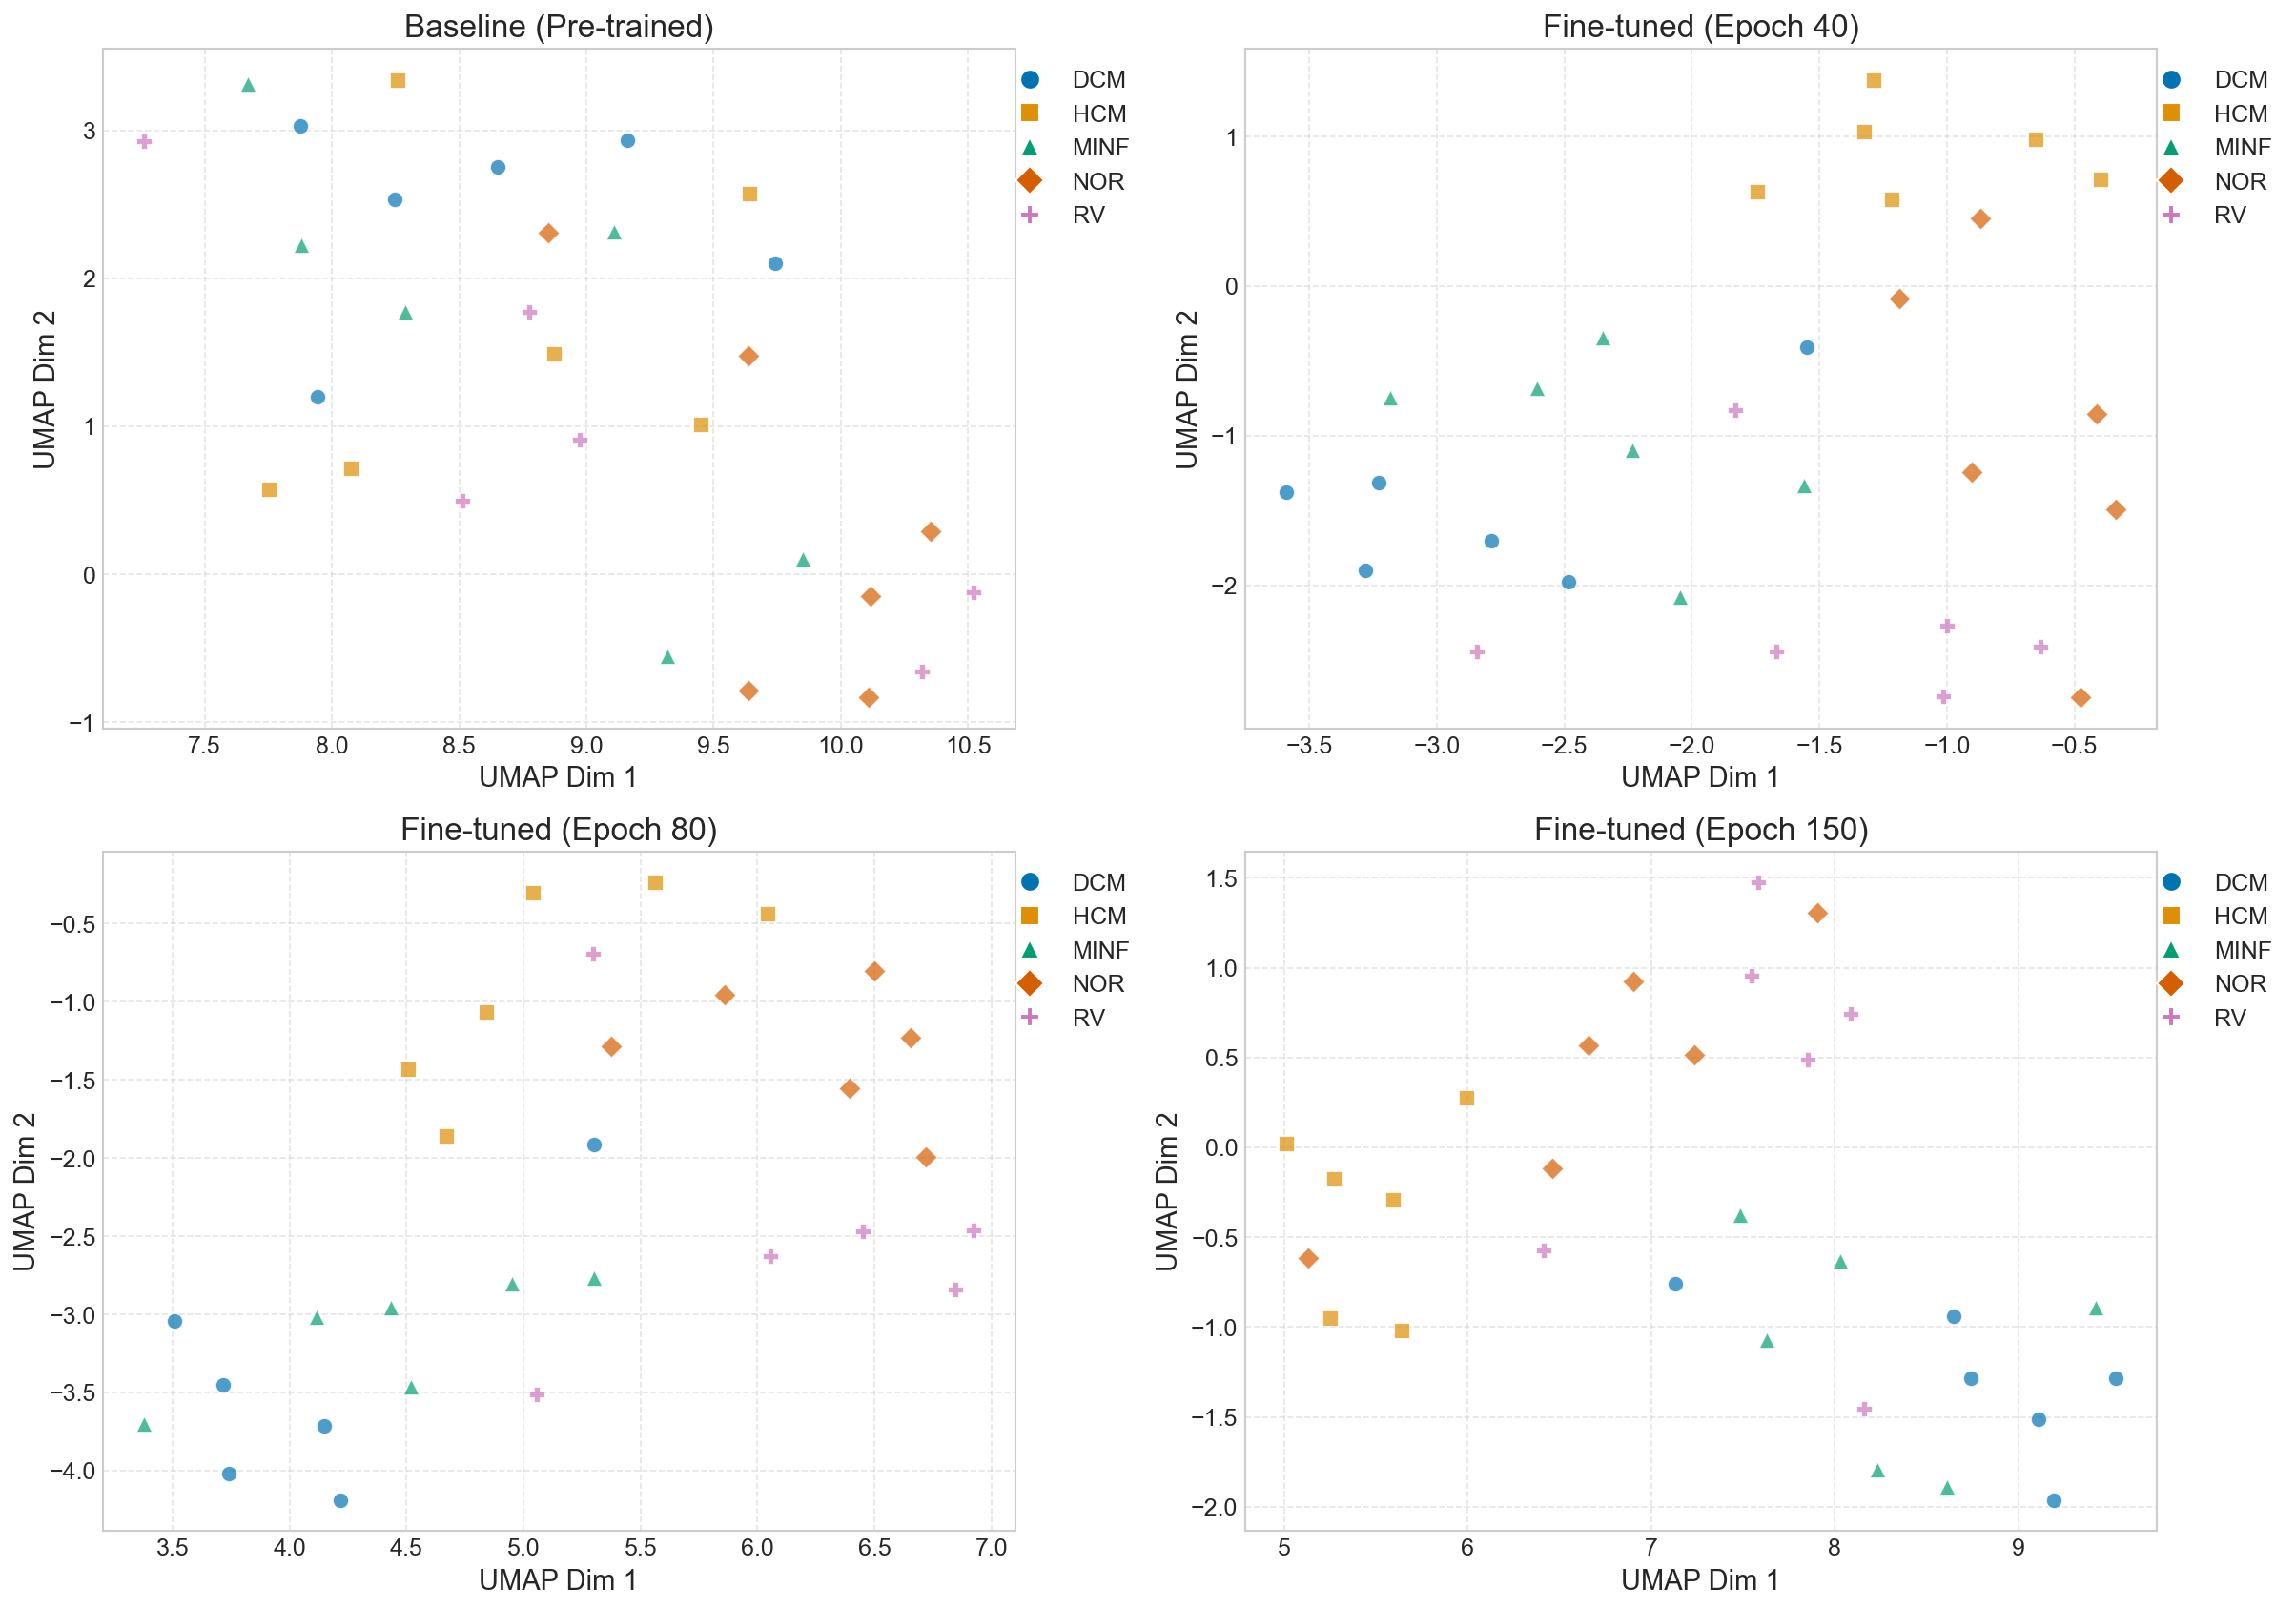 Baseline (Pre-trained)
3
2
1
0
−1
UMAP Dim 2
7.5 8.0 8.5 9.0 9.5 10.0 10.5
UMAP Dim 1
DCM
HCM
MINF
NOR
RV
Fine-tuned (Epoch 40)
1
0
−1
−2
UMAP Dim 2
−3.5 −3.0 −2.5 −2.0 −1.5 −1.0 −0.5
UMAP Dim 1
DCM
HCM
MINF
NOR
RV
Fine-tuned (Epoch 80)
−0.5
−1.0
−1.5
−2.0
−2.5
−3.0
−3.5
−4.0
UMAP Dim 2
3.5 4.0 4.5 5.0 5.5 6.0 6.5 7.0
UMAP Dim 1
DCM
HCM
MINF
NOR
RV
Fine-tuned (Epoch 150)
1.5
1.0
0.5
0.0
−0.5
−1.0
−1.5
−2.0
UMAP Dim 2
5 6 7 8 9
UMAP Dim 1
DCM
HCM
MINF
NOR
RV